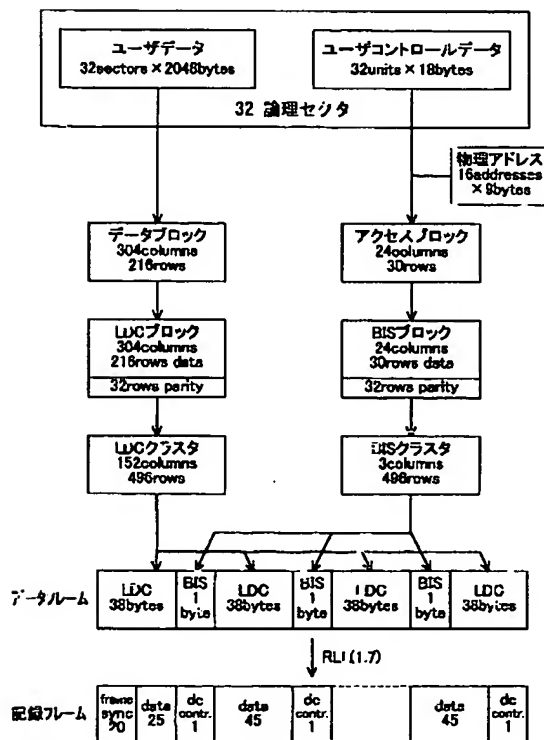 ユーザデータ
32sectors×2048bytes
ユーザコントロールデータ
32units×18bytes
32 論理セクタ
物理アドレス
16addresses
×9bytes
データブロック
304columns
216rows
アクセスブロック
24columns
30rows
LDCブロック
304columns
216rows data
32rows parity
BISブロック
24columns
30rows data
32rows parity
LDCクラスタ
152columns
496rows
BISクラスタ
3columns
496rows
データルーム
LDC
38bytes
BIS
1
byte
LDC
38bytes
BIS
1
byte
LDC
38bytes
BIS
1
byte
LDC
38bytes
RLL(1.7)
記録フレーム
frame
sync
data
25
dc
contr.
1
data
45
dc
contr.
1
data
45
dc
contr.
1